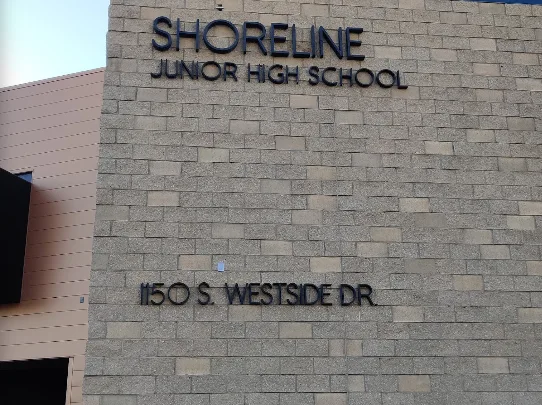 SHORELINE
JUNIOR HIGH SCHOOL
1150 S. WESTSIDE DR.